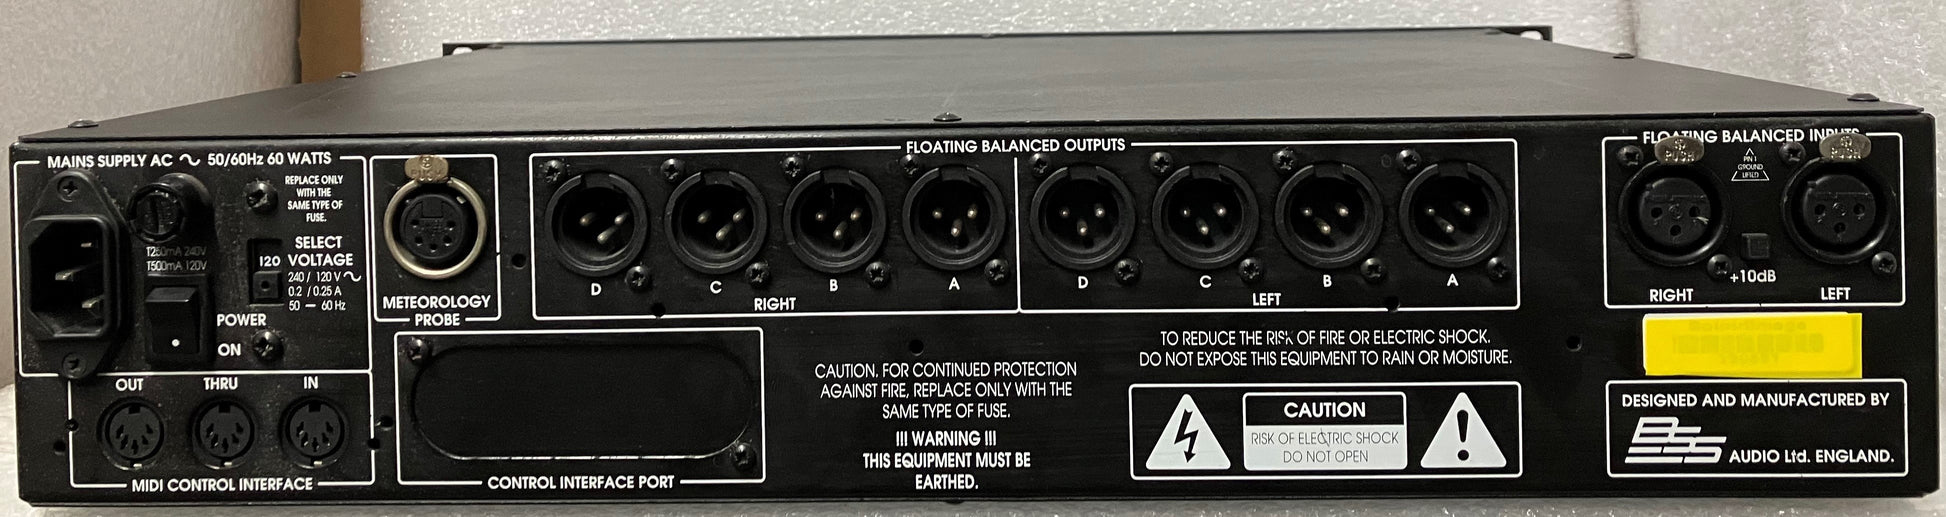 MAINS SUPPLY AC ∿ 50/60Hz 60 WATTS
REPLACE ONLY
WITH THE
SAME TYPE OF
FUSE.
T250mA 240V
T500mA 120V
SELECT
VOLTAGE
120
240 / 120 V ∿
0.2 / 0.25 A
50 — 60 Hz
POWER
ON
PUSH
METEOROLOGY
PROBE
FLOATING BALANCED OUTPUTS
D
C
B
A
RIGHT
D
C
B
A
LEFT
FLOATING BALANCED INPUTS
PUSH
PIN 1
GROUND
LIFTED
PUSH
+10dB
RIGHT
LEFT
OUT
THRU
IN
MIDI CONTROL INTERFACE
CONTROL INTERFACE PORT
CAUTION. FOR CONTINUED PROTECTION
AGAINST FIRE, REPLACE ONLY WITH THE
SAME TYPE OF FUSE.
!!! WARNING !!!
THIS EQUIPMENT MUST BE
EARTHED.
TO REDUCE THE RISK OF FIRE OR ELECTRIC SHOCK.
DO NOT EXPOSE THIS EQUIPMENT TO RAIN OR MOISTURE.
CAUTION
RISK OF ELECTRIC SHOCK
DO NOT OPEN
DESIGNED AND MANUFACTURED BY
BSS AUDIO Ltd. ENGLAND.